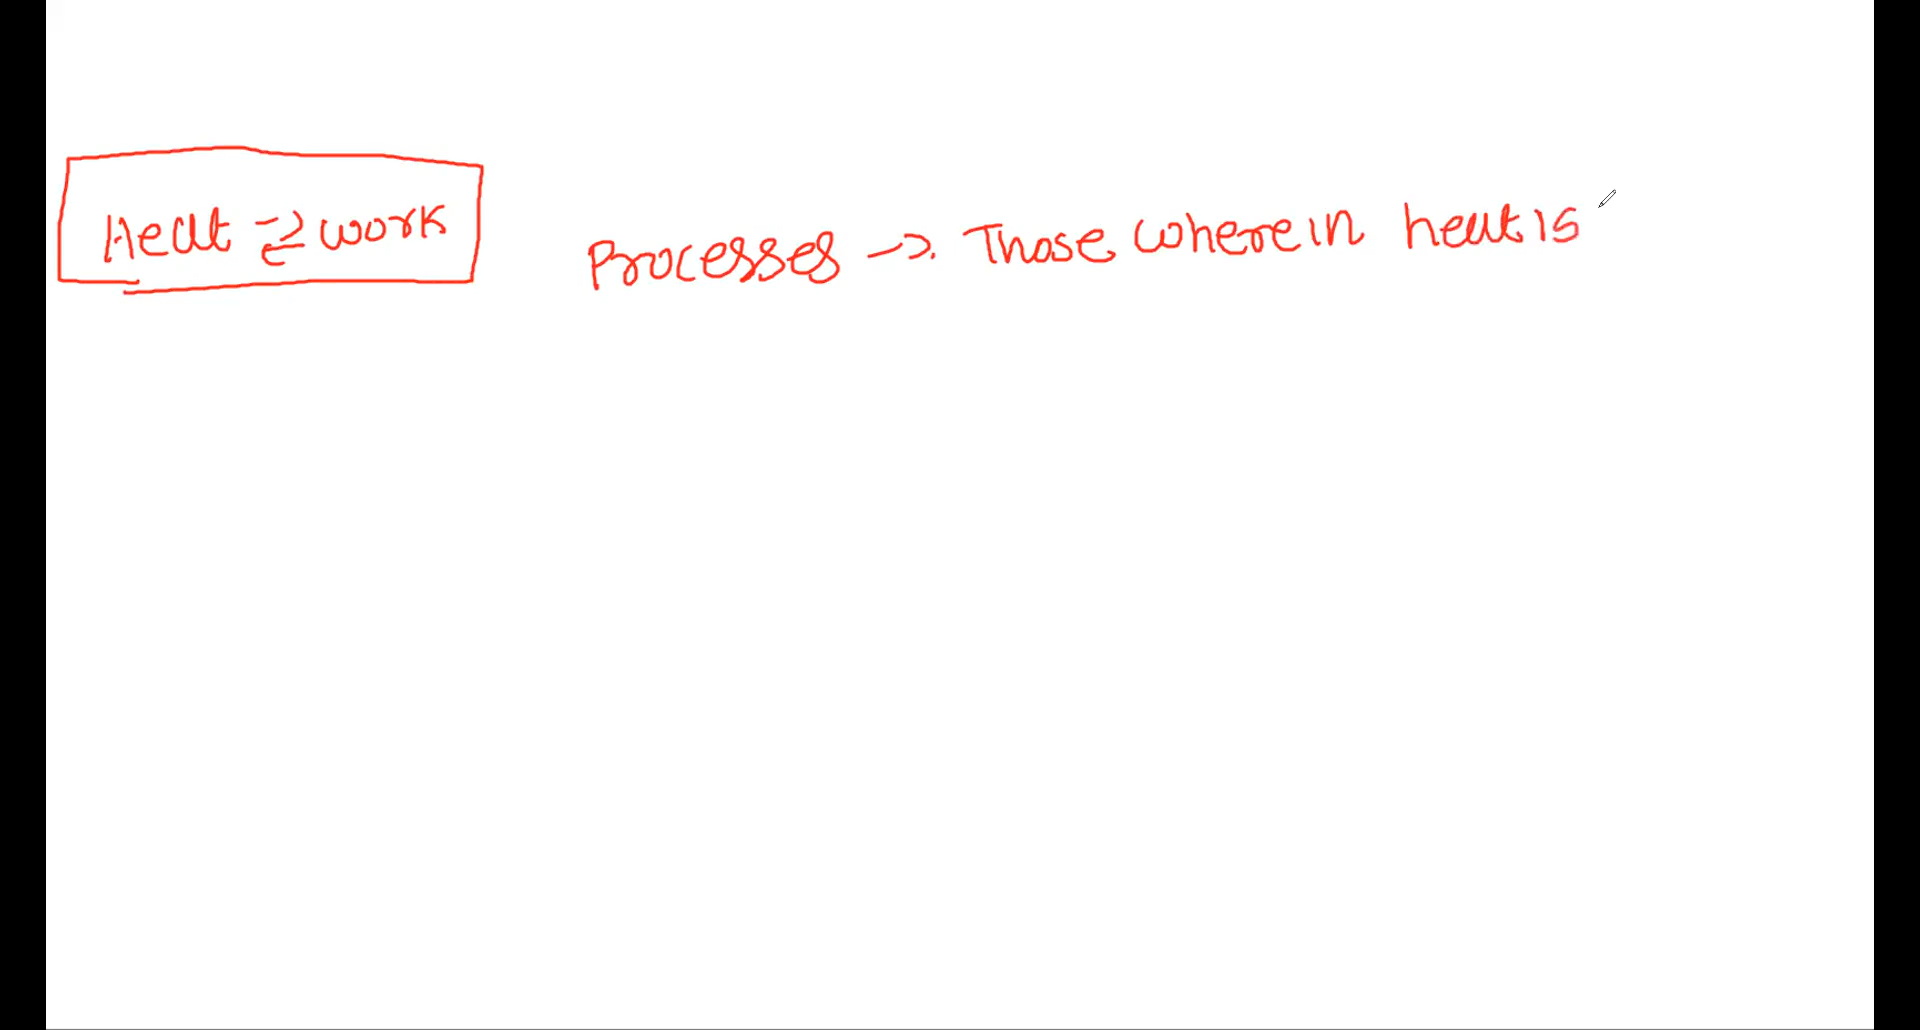 Heat ⇄ work
Processes → Those wherein heat is